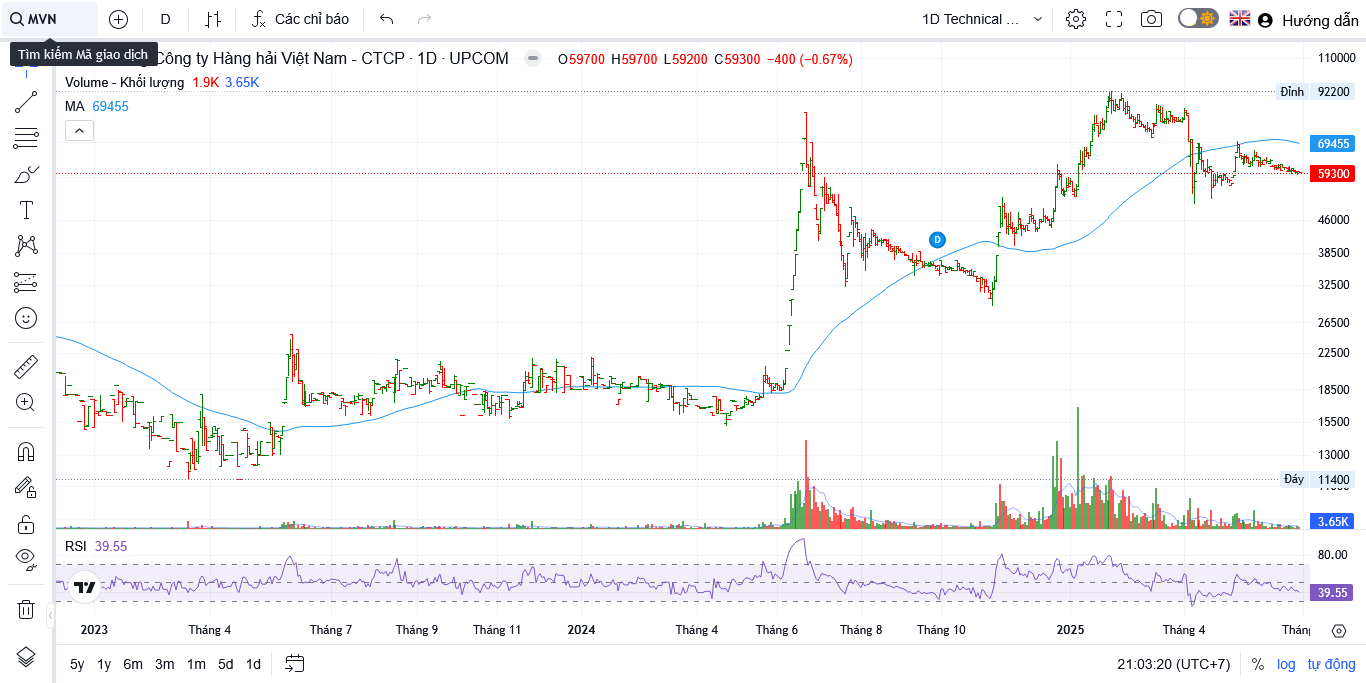 MVN
D
Các chỉ báo
1D Technical ...
Hướng dẫn
Tìm kiếm Mã giao dịch
Công ty Hàng hải Việt Nam - CTCP · 1D · UPCOM
O59700 H59700 L59200 C59300 −400 (−0.67%)
Volume - Khối lượng 1.9K 3.65K
MA 69455
110000
Đỉnh 92200
69455
59300
46000
38500
32500
26500
22500
18500
15500
13000
Đáy 11400
3.65K
D
T
RSI 39.55
80.00
39.55
2023 Tháng 4 Tháng 7 Tháng 9 Tháng 11 2024 Tháng 4 Tháng 6 Tháng 8 Tháng 10 2025 Tháng 4
5y 1y 6m 3m 1m 5d 1d
21:03:20 (UTC+7) % log tự động